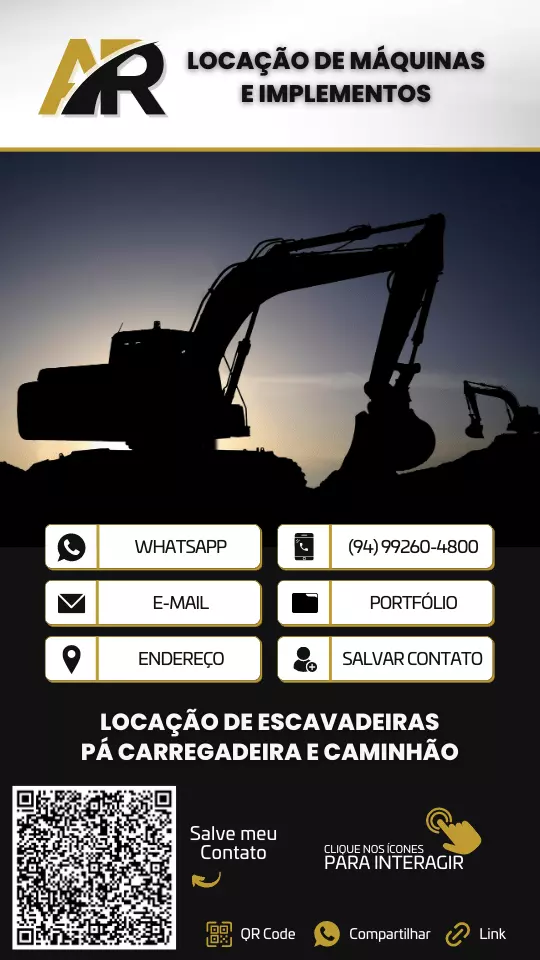 AR
LOCAÇÃO DE MÁQUINAS
E IMPLEMENTOS
WHATSAPP
(94) 99260-4800
E-MAIL
PORTFÓLIO
ENDEREÇO
SALVAR CONTATO
LOCAÇÃO DE ESCAVADEIRAS
PÁ CARREGADEIRA E CAMINHÃO
Salve meu
Contato
CLIQUE NOS ÍCONES
PARA INTERAGIR
QR Code
Compartilhar
Link